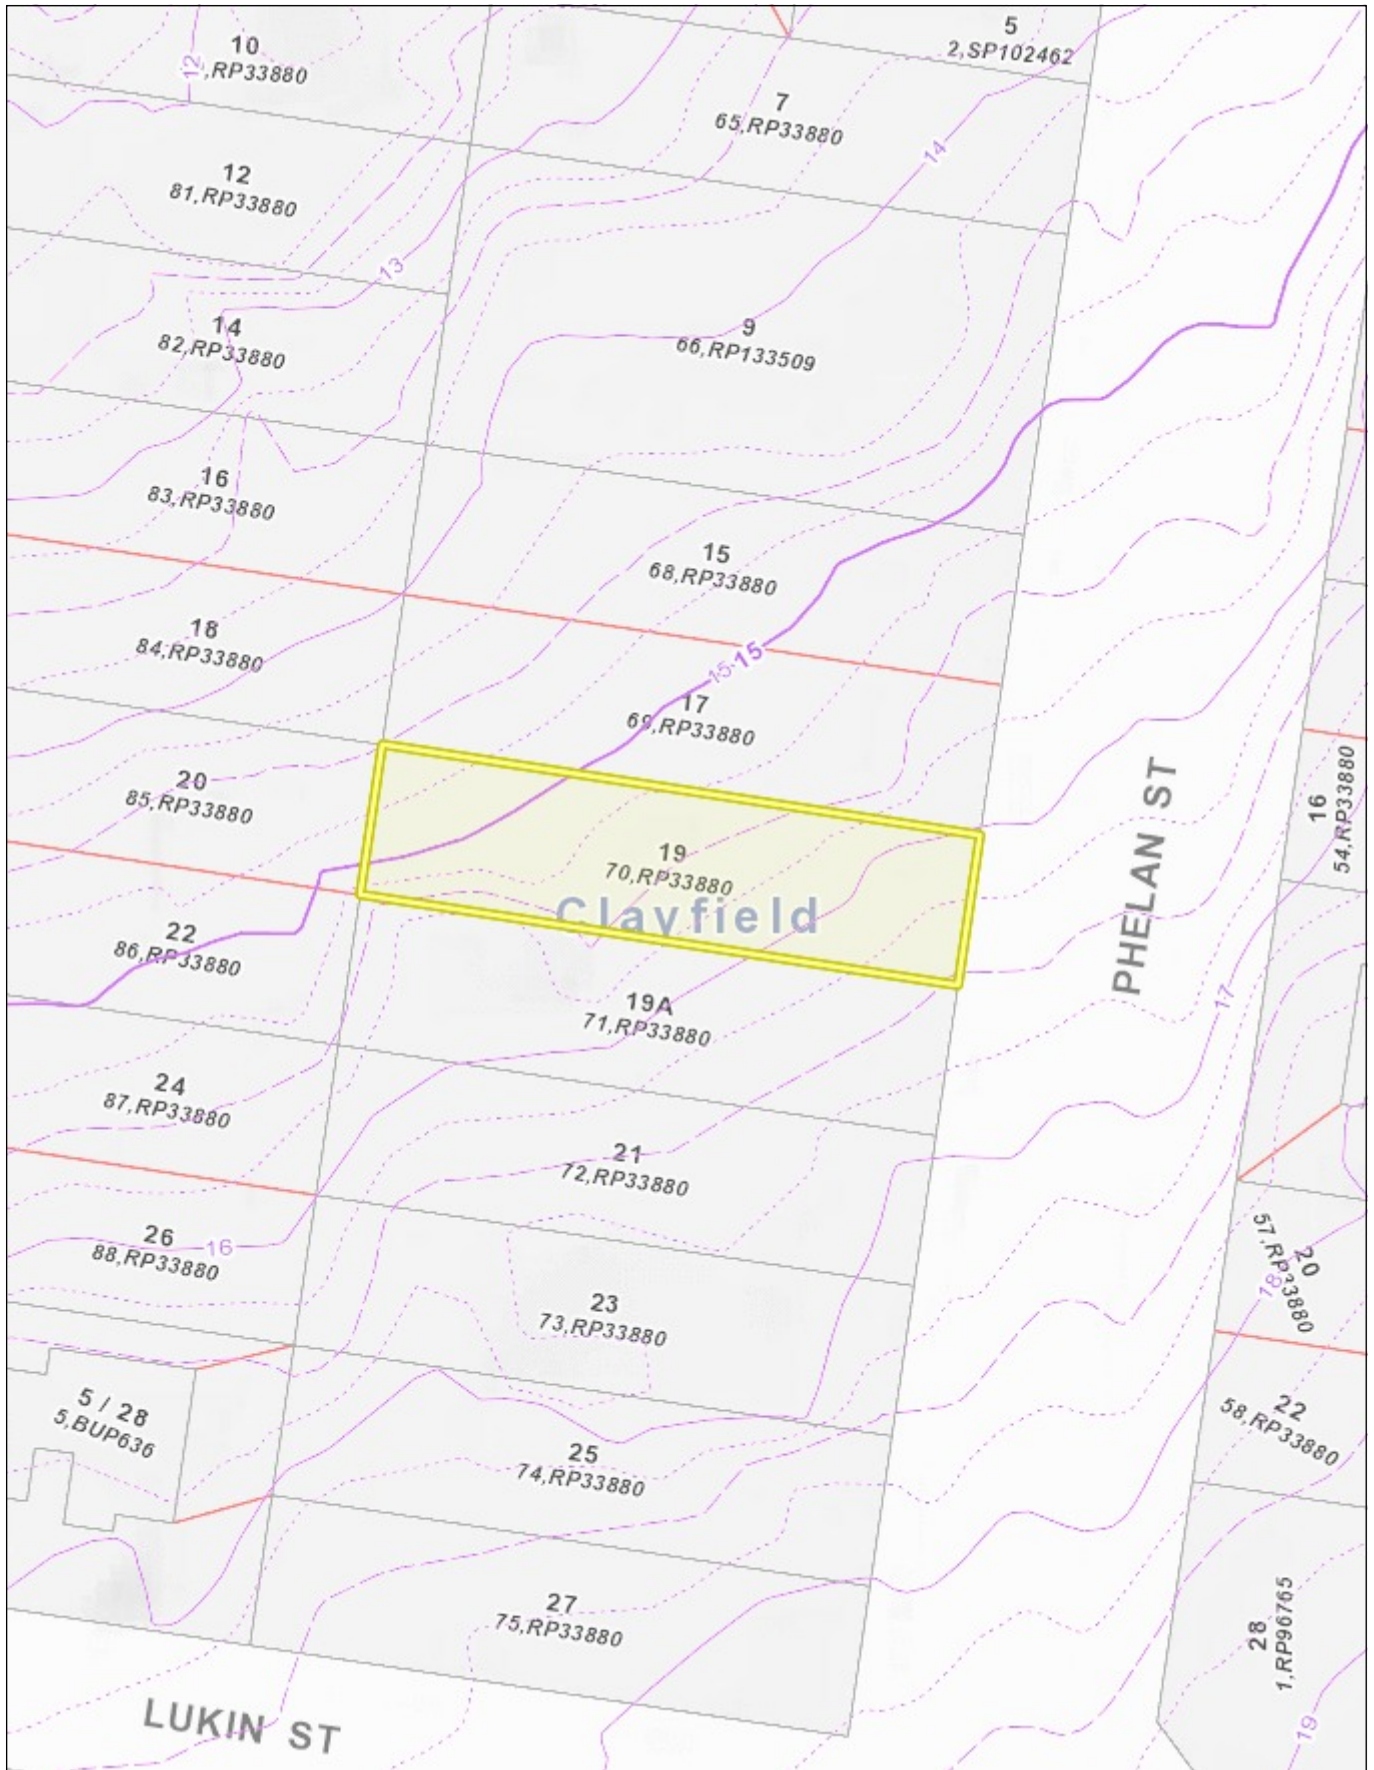 5
2,SP102462
10
,RP33880
12
7
65,RP33880
14
12
81,RP33880
13
14
82,RP33880
9
66,RP133509
16
83,RP33880
15
68,RP33880
18
84,RP33880
15
15
17
69,RP33880
20
85,RP33880
16
54,RP33880
PHELAN ST
19
70,RP33880
Clayfield
22
86,RP33880
19A
71,RP33880
17
24
87,RP33880
21
72,RP33880
26
88,RP33880
16
20
57,RP33880
18
23
73,RP33880
5 / 28
5,BUP636
22
58,RP33880
25
74,RP33880
27
75,RP33880
28
1,RP96765
LUKIN ST
19